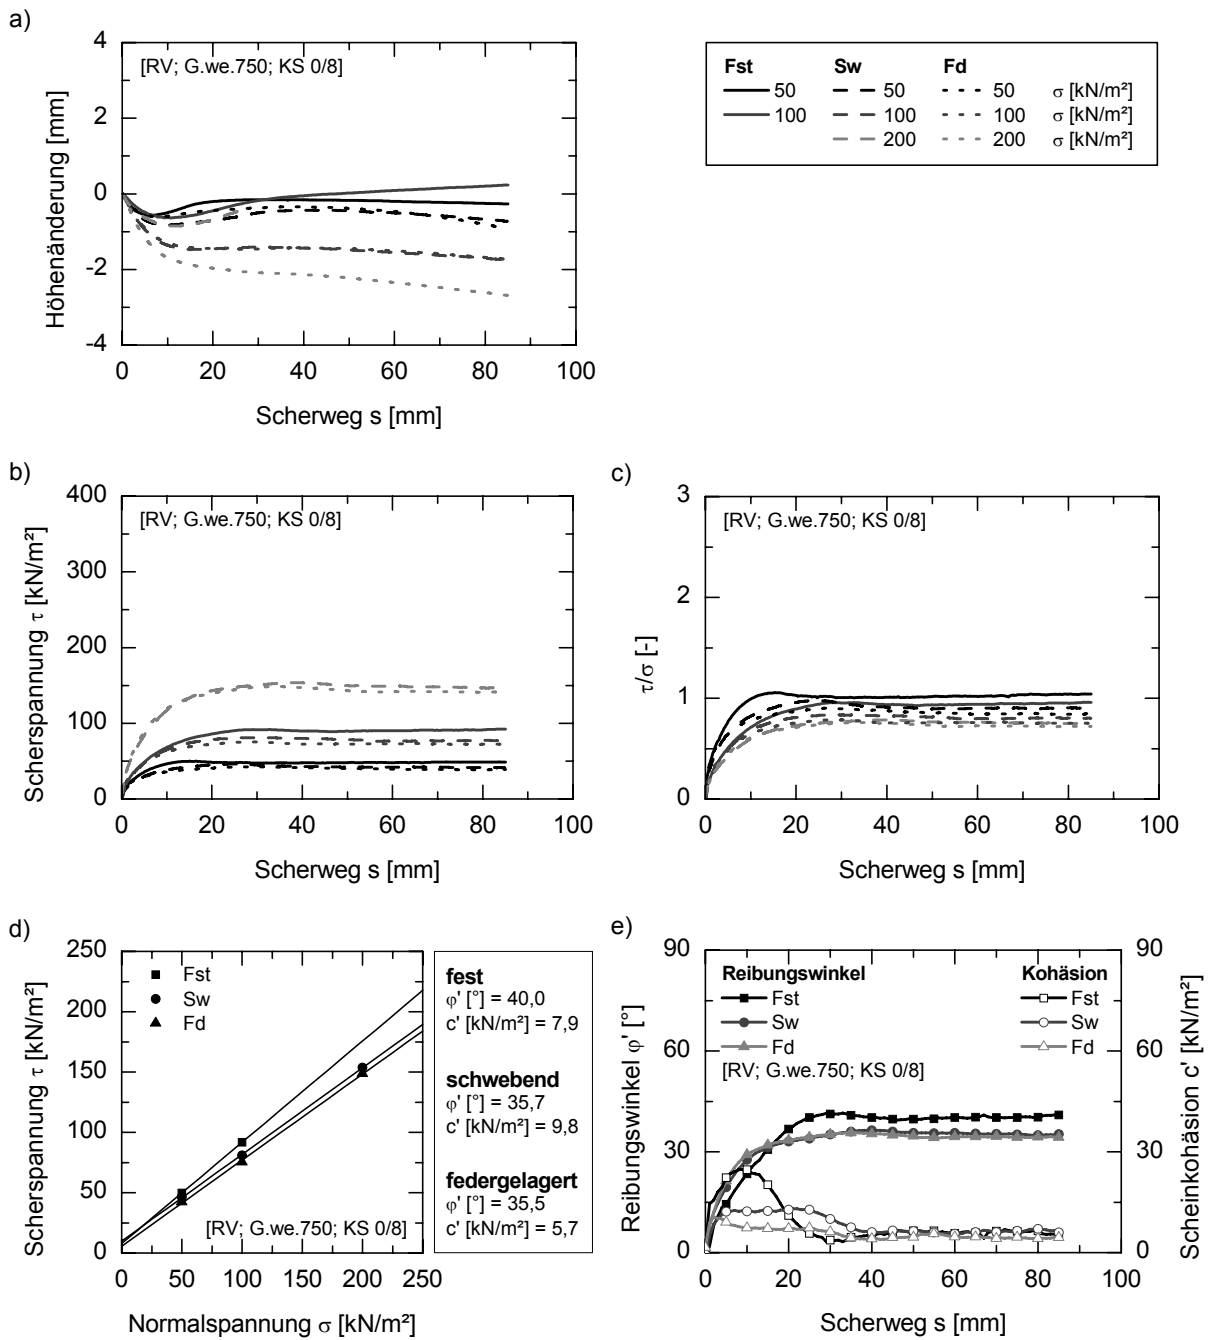 a)
[RV; G.we.750; KS 0/8]
Höhenänderung [mm]
4
2
0
-2
-4
0 20 40 60 80 100
Scherweg s [mm]
Fst Sw Fd
50 50 50 σ [kN/m²]
100 100 100 σ [kN/m²]
200 200 σ [kN/m²]
b)
[RV; G.we.750; KS 0/8]
Scherspannung τ [kN/m²]
400
300
200
100
0
0 20 40 60 80 100
Scherweg s [mm]
c)
[RV; G.we.750; KS 0/8]
τ/σ [-]
3
2
1
0
0 20 40 60 80 100
Scherweg s [mm]
d)
Scherspannung τ [kN/m²]
250
200
150
100
50
0
Fst
Sw
Fd
[RV; G.we.750; KS 0/8]
0 50 100 150 200 250
Normalspannung σ [kN/m²]
fest
φ' [°] = 40,0
c' [kN/m²] = 7,9
schwebend
φ' [°] = 35,7
c' [kN/m²] = 9,8
federgelagert
φ' [°] = 35,5
c' [kN/m²] = 5,7
e)
Reibungswinkel φ' [°]
90
60
30
0
Reibungswinkel Kohäsion
Fst Fst
Sw Sw
Fd Fd
[RV; G.we.750; KS 0/8]
90
60
30
0
Scheinkohäsion c' [kN/m²]
0 20 40 60 80 100
Scherweg s [mm]